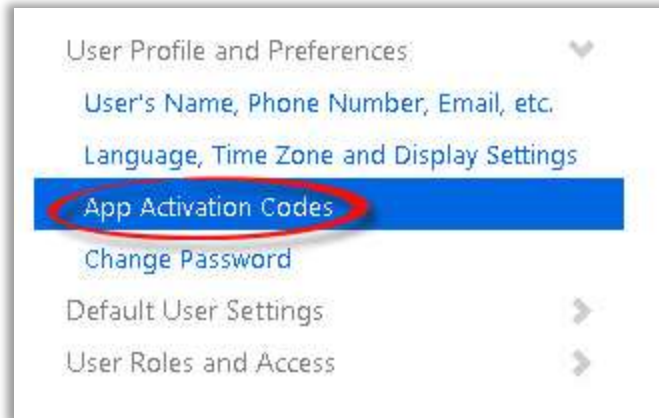 User Profile and Preferences
User's Name, Phone Number, Email, etc.
Language, Time Zone and Display Settings
App Activation Codes
Change Password
Default User Settings
User Roles and Access